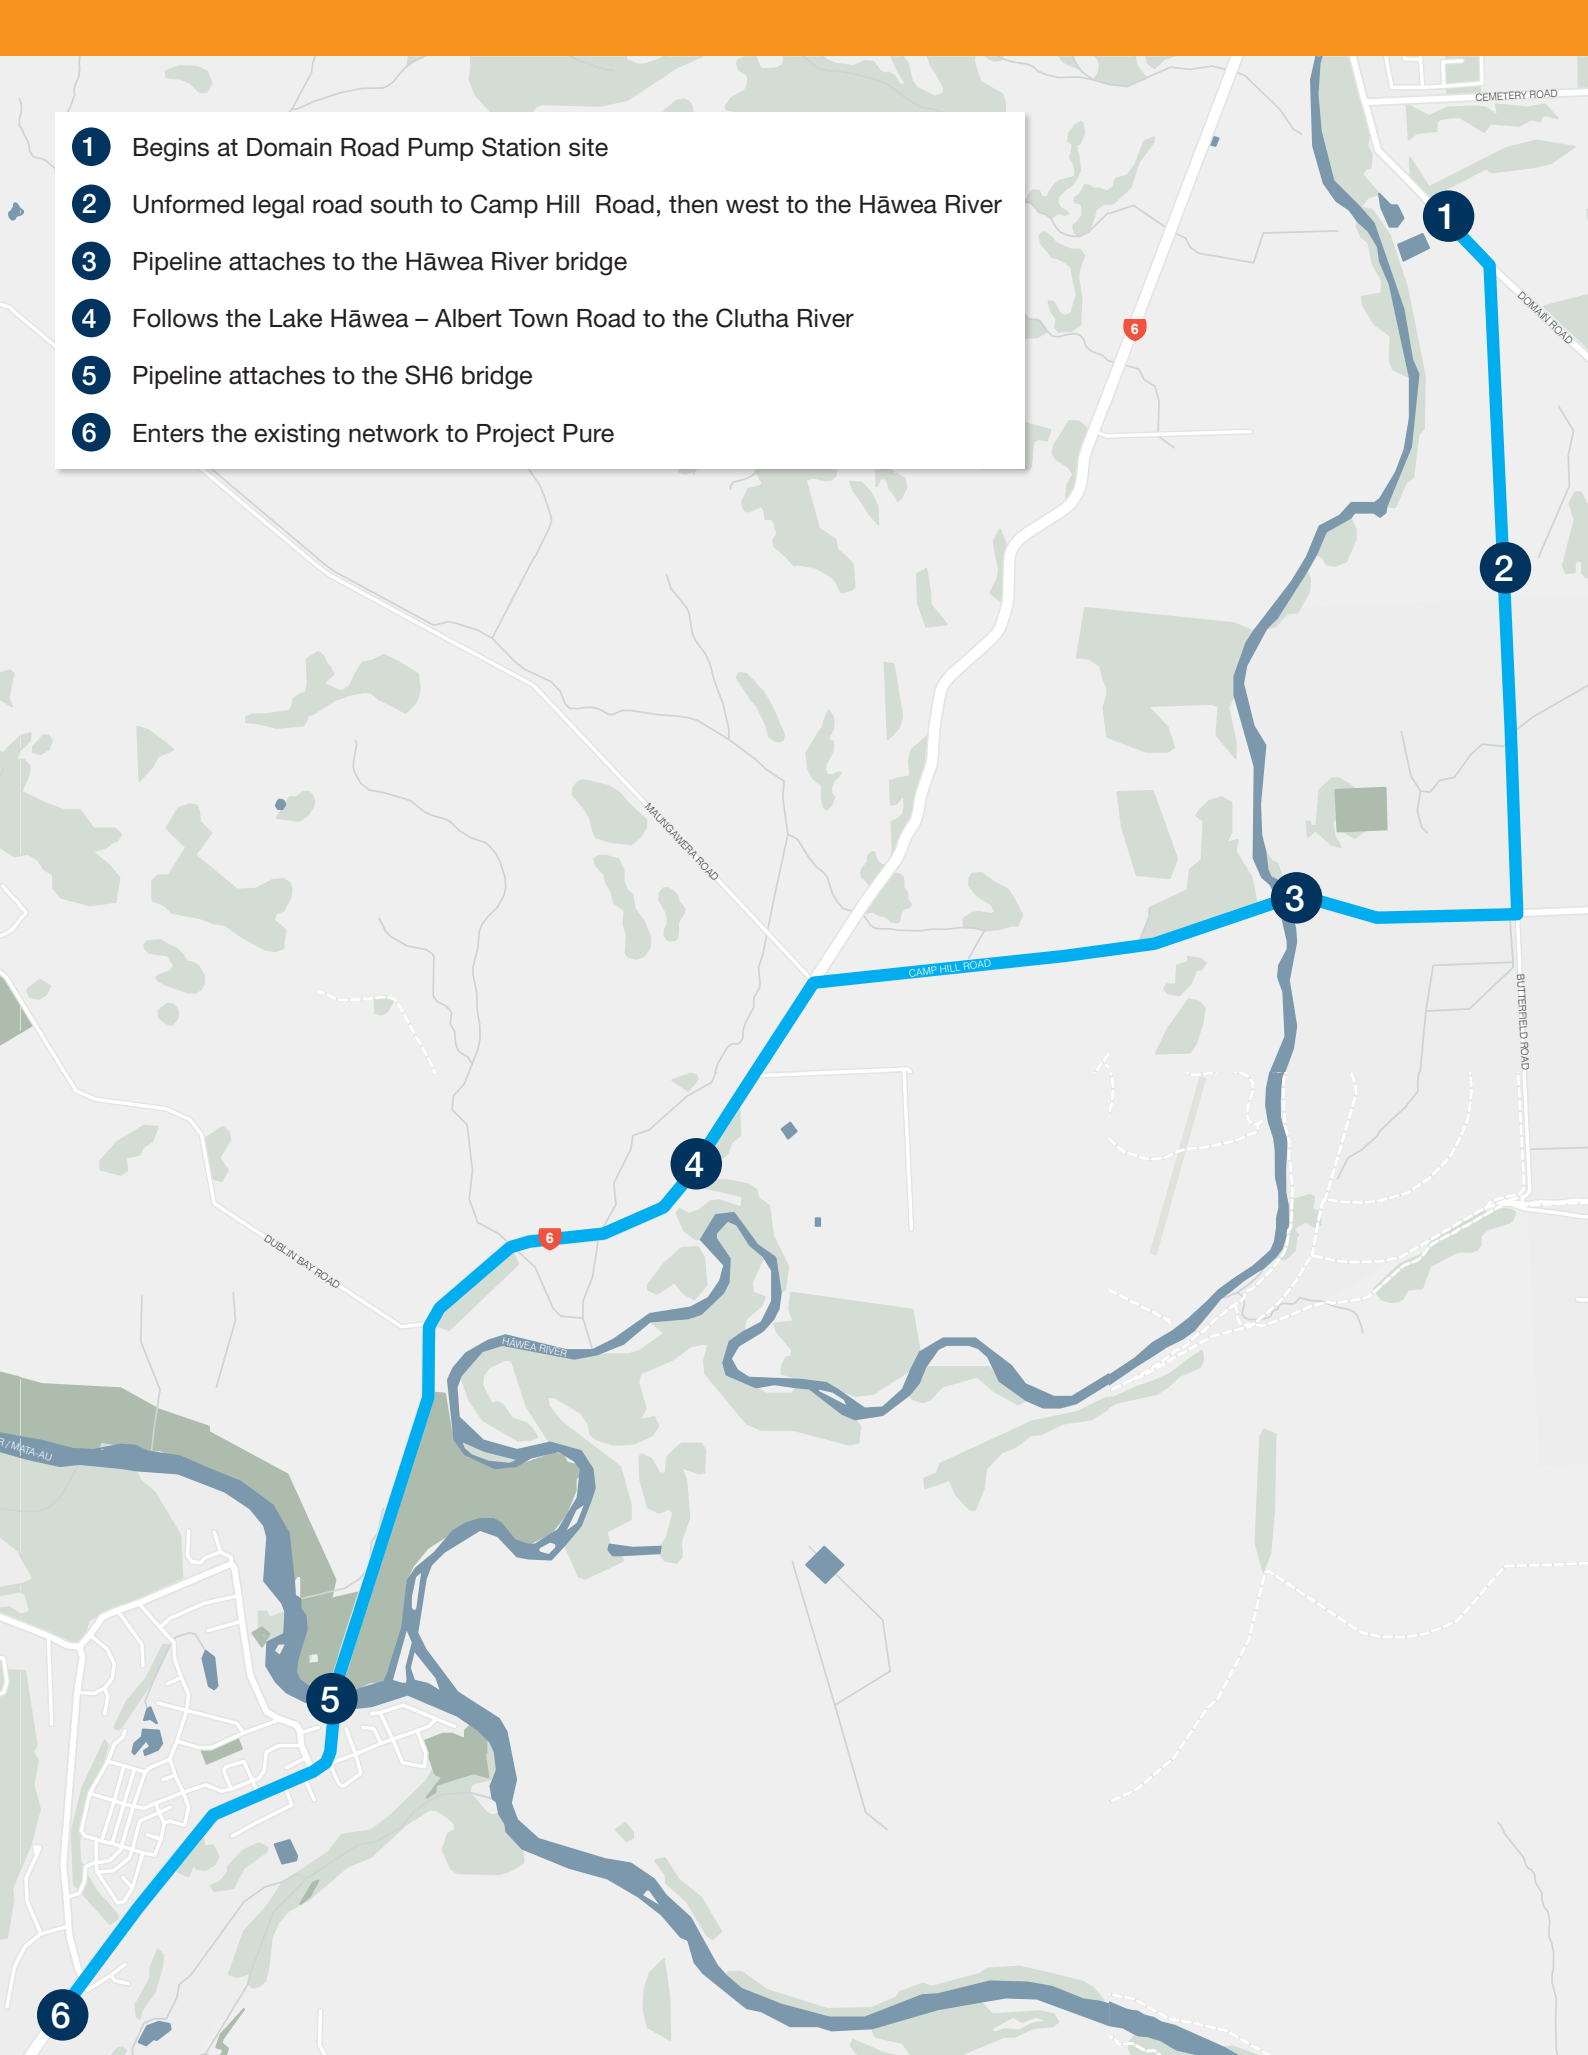 1 Begins at Domain Road Pump Station site
2 Unformed legal road south to Camp Hill  Road, then west to the Hāwea River
3 Pipeline attaches to the Hāwea River bridge
4 Follows the Lake Hāwea – Albert Town Road to the Clutha River
5 Pipeline attaches to the SH6 bridge
6 Enters the existing network to Project Pure
CEMETERY ROAD
1
DOMAIN ROAD
6
2
MAUNGAWERA ROAD
3
CAMP HILL ROAD
BUTTERFIELD ROAD
4
6
DUBLIN BAY ROAD
HĀWEA RIVER
R / MATA-AU
5
6